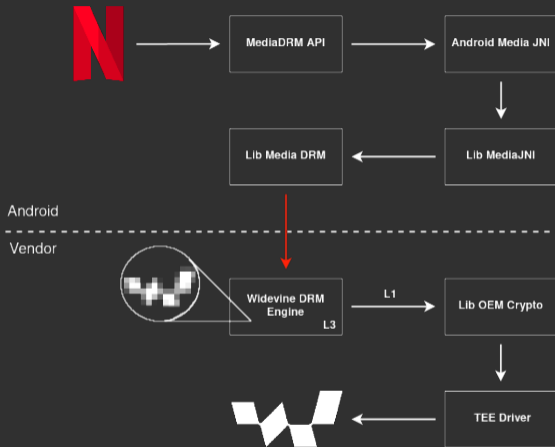 MediaDRM API
Android Media JNI
Lib Media DRM
Lib MediaJNI
Android
Vendor
Widevine DRM
Engine
L3
L1
Lib OEM Crypto
TEE Driver